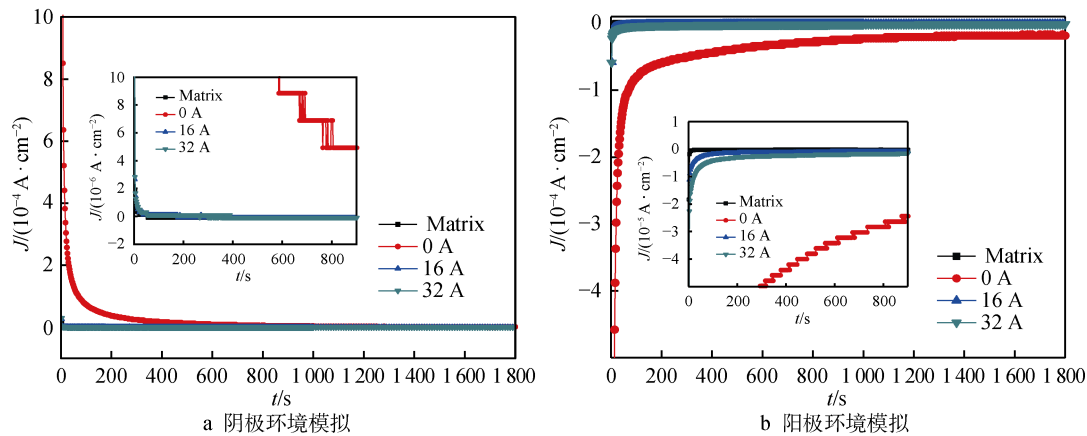 a
10
8
6
4
2
0
J/(10⁻⁴ A · cm⁻²)
0 200 400 600 800 1 000 1 200 1 400 1 600 1 800
t/s
Matrix
0 A
16 A
32 A
10
8
6
4
2
0
−2
J/(10⁻⁶ A · cm⁻²)
0 200 400 600 800
t/s
Matrix
0 A
16 A
32 A
a 阴极环境模拟
b
0
−1
−2
−3
−4
J/(10⁻⁴ A · cm⁻²)
0 200 400 600 800 1 000 1 200 1 400 1 600 1 800
t/s
Matrix
0 A
16 A
32 A
1
0
−1
−2
−3
−4
J/(10⁻⁵ A · cm⁻²)
0 200 400 600 800
t/s
Matrix
0 A
16 A
32 A
b 阳极环境模拟